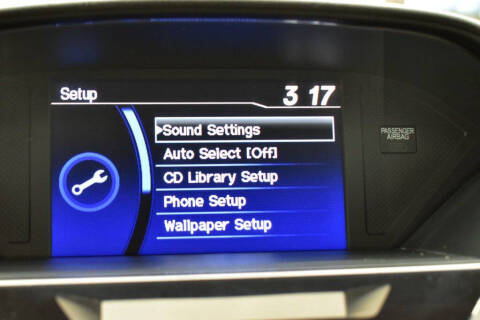 Setup
3 17
Sound Settings
Auto Select [Off]
CD Library Setup
Phone Setup
Wallpaper Setup
PASSENGER
AIRBAG